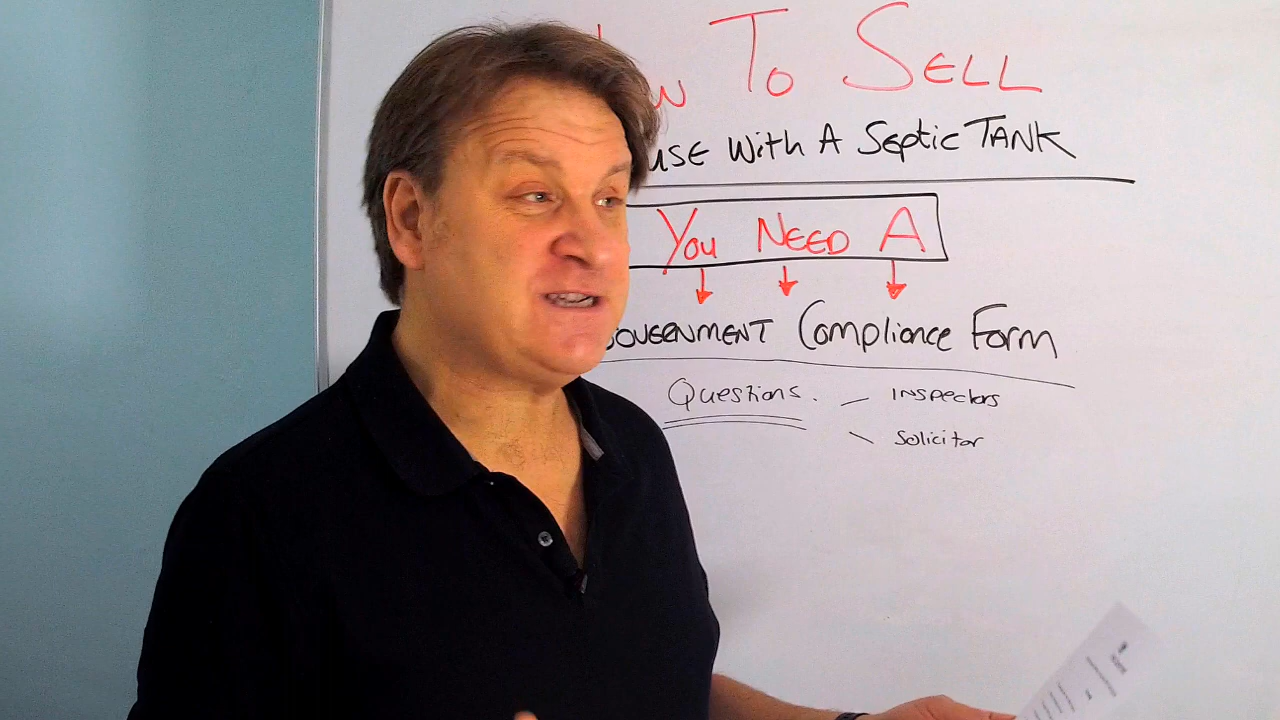 To SELL
With A Septic TANK
You NEED A
Compliance Form
Questions. – INSPECTORS
– Solicitor